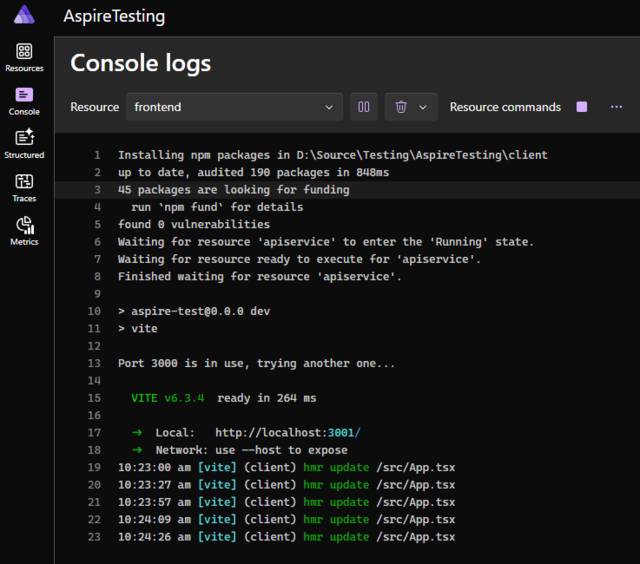 AspireTesting
Resources
Console
Structured
Traces
Metrics
Console logs
Resource frontend Resource commands
1 Installing npm packages in D:\Source\Testing\AspireTesting\client
2 up to date, audited 190 packages in 848ms
3 45 packages are looking for funding
4 run `npm fund` for details
5 found 0 vulnerabilities
6 Waiting for resource 'apiservice' to enter the 'Running' state.
7 Waiting for resource ready to execute for 'apiservice'.
8 Finished waiting for resource 'apiservice'.
9
10 > aspire-test@0.0.0 dev
11 > vite
12
13 Port 3000 is in use, trying another one...
14
15 VITE v6.3.4 ready in 264 ms
16
17 ➜ Local: http://localhost:3001/
18 ➜ Network: use --host to expose
19 10:23:00 am [vite] (client) hmr update /src/App.tsx
20 10:23:27 am [vite] (client) hmr update /src/App.tsx
21 10:23:57 am [vite] (client) hmr update /src/App.tsx
22 10:24:09 am [vite] (client) hmr update /src/App.tsx
23 10:24:26 am [vite] (client) hmr update /src/App.tsx